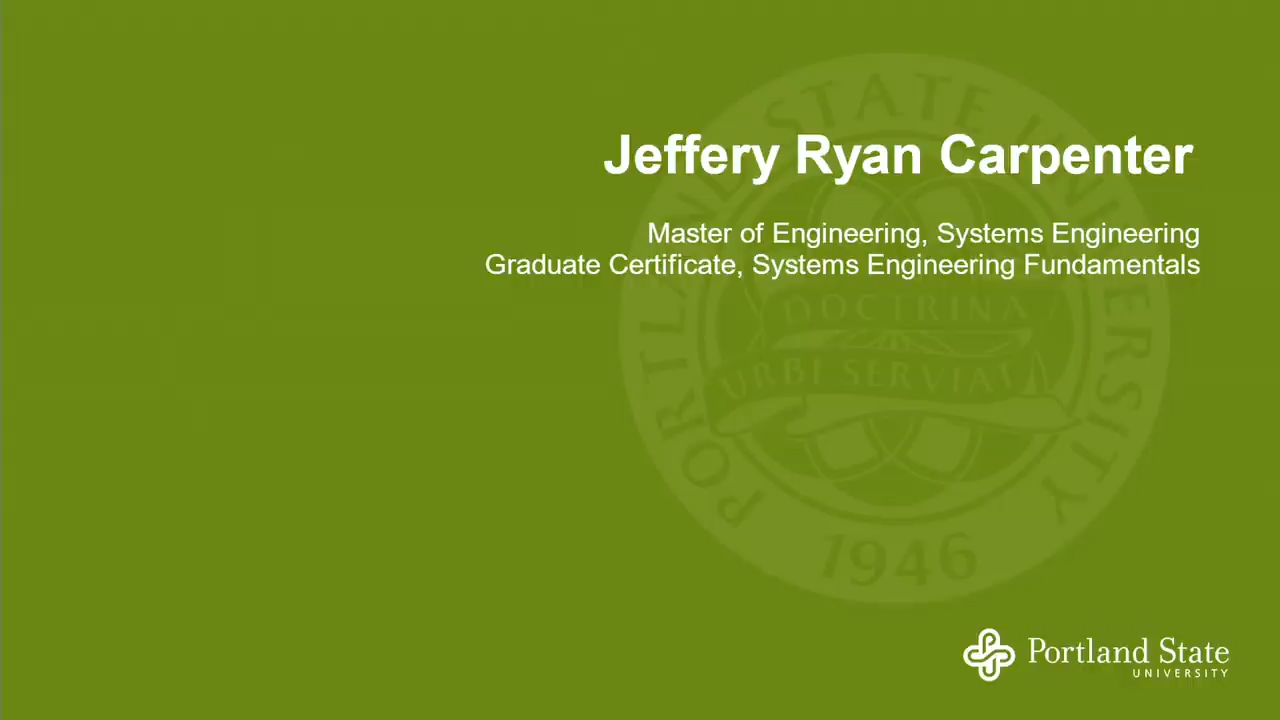 Jeffery Ryan Carpenter
Master of Engineering, Systems Engineering
Graduate Certificate, Systems Engineering Fundamentals
PORTLAND STATE UNIVERSITY
DOCTRINA
URBI SERVIAT
1946
Portland State
UNIVERSITY